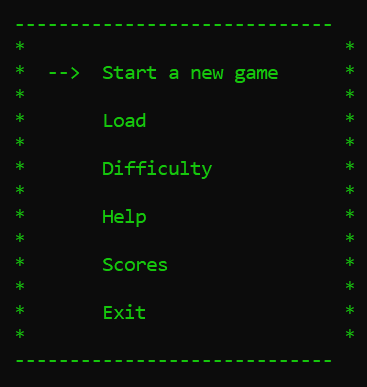 -----------------------------
*                             *
*  -->  Start a new game      *
*                             *
        Load
*                             *
*       Difficulty            *
*                             *
*       Help                  *
*                             *
*       Scores                *
*                             *
*       Exit                  *
*                             *
-----------------------------